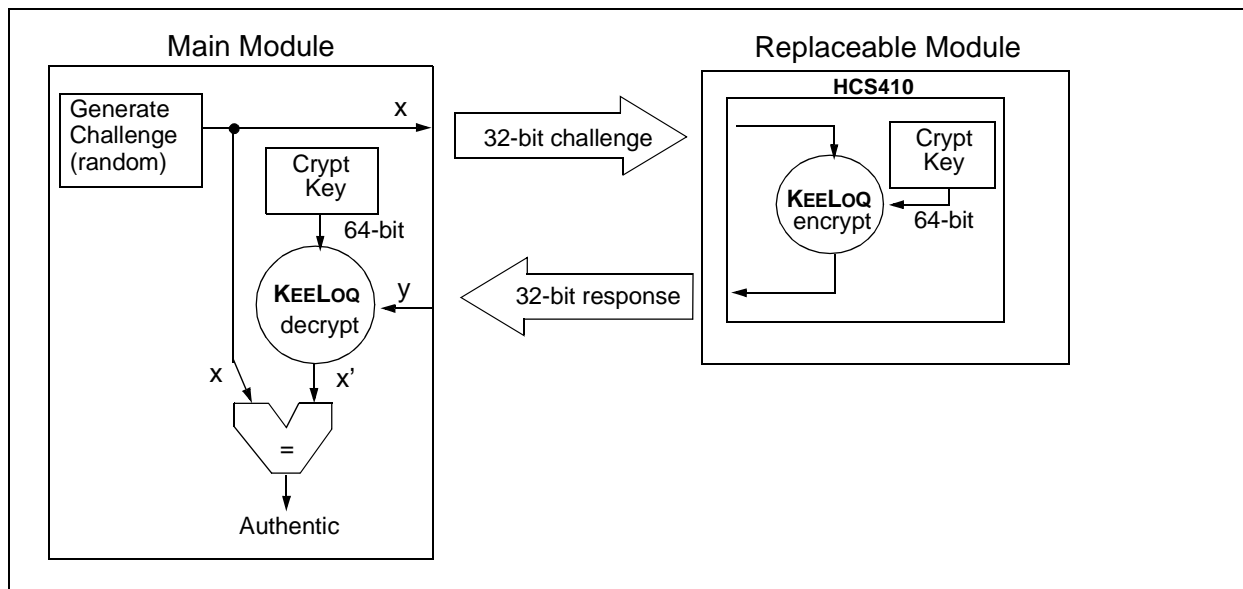 Main Module
Generate
Challenge
(random)
x
Crypt
Key
64-bit
KEELOQ
decrypt
y
x
x’
=
Authentic
32-bit challenge
32-bit response
Replaceable Module
HCS410
KEELOQ
encrypt
Crypt
Key
64-bit